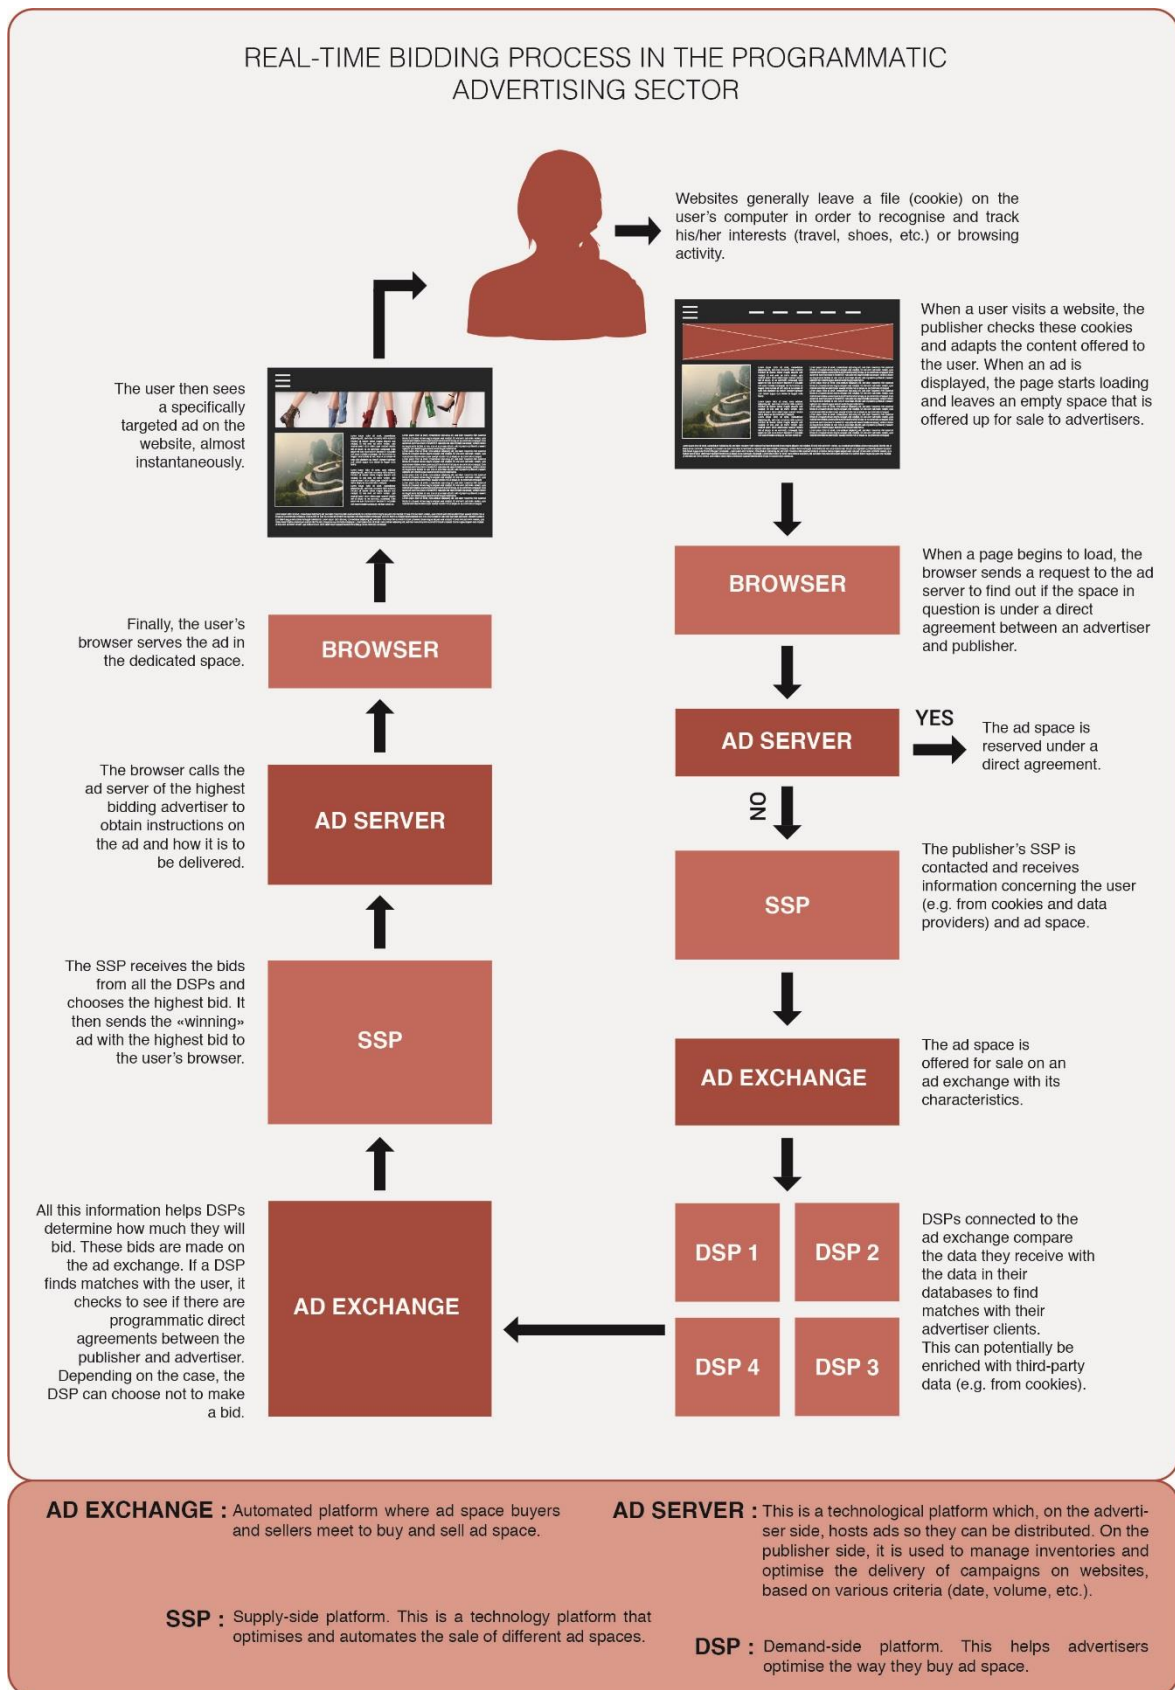 REAL-TIME BIDDING PROCESS IN THE PROGRAMMATIC
ADVERTISING SECTOR
Websites generally leave a file (cookie) on the
user's computer in order to recognise and track
his/her interests (travel, shoes, etc.) or browsing
activity.
When a user visits a website, the
publisher checks these cookies
and adapts the content offered to
the user. When an ad is
displayed, the page starts loading
and leaves an empty space that is
offered up for sale to advertisers.
BROWSER
When a page begins to load, the
browser sends a request to the ad
server to find out if the space in
question is under a direct
agreement between an advertiser
and publisher.
AD SERVER
YES
The ad space is
reserved under a
direct agreement.
NO
SSP
The publisher's SSP is
contacted and receives
information concerning the user
(e.g. from cookies and data
providers) and ad space.
AD EXCHANGE
The ad space is
offered for sale on an
ad exchange with its
characteristics.
DSP 1
DSP 2
DSP 4
DSP 3
DSPs connected to the
ad exchange compare
the data they receive with
the data in their
databases to find
matches with their
advertiser clients.
This can potentially be
enriched with third-party
data (e.g. from cookies).
All this information helps DSPs
determine how much they will
bid. These bids are made on
the ad exchange. If a DSP
finds matches with the user, it
checks to see if there are
programmatic direct
agreements between the
publisher and advertiser.
Depending on the case, the
DSP can choose not to make
a bid.
AD EXCHANGE
The SSP receives the bids
from all the DSPs and
chooses the highest bid. It
then sends the «winning»
ad with the highest bid to
the user's browser.
SSP
The browser calls the
ad server of the highest
bidding advertiser to
obtain instructions on
the ad and how it is to
be delivered.
AD SERVER
Finally, the user's
browser serves the ad in
the dedicated space.
BROWSER
The user then sees
a specifically
targeted ad on the
website, almost
instantaneously.
AD EXCHANGE : Automated platform where ad space buyers
and sellers meet to buy and sell ad space.
SSP : Supply-side platform. This is a technology platform that
optimises and automates the sale of different ad spaces.
AD SERVER : This is a technological platform which, on the adverti-
ser side, hosts ads so they can be distributed. On the
publisher side, it is used to manage inventories and
optimise the delivery of campaigns on websites,
based on various criteria (date, volume, etc.).
DSP : Demand-side platform. This helps advertisers
optimise the way they buy ad space.